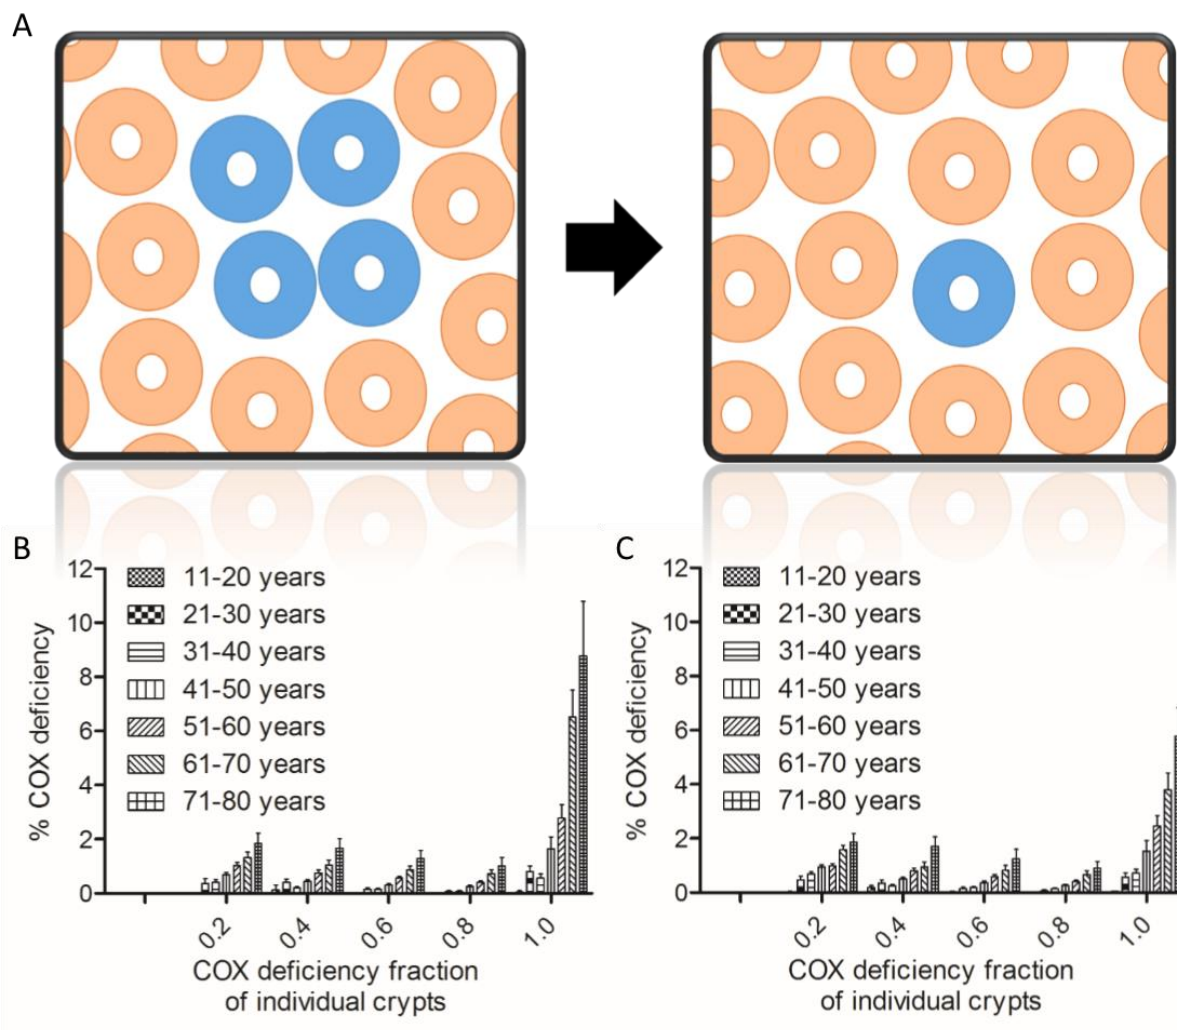 A
B
12
10
8
6
4
2
0
% COX deficiency
11-20 years
21-30 years
31-40 years
41-50 years
51-60 years
61-70 years
71-80 years
0.2
0.4
0.6
0.8
1.0
COX deficiency fraction
of individual crypts
C
12
10
8
6
4
2
0
% COX deficiency
11-20 years
21-30 years
31-40 years
41-50 years
51-60 years
61-70 years
71-80 years
0.2
0.4
0.6
0.8
1.0
COX deficiency fraction
of individual crypts